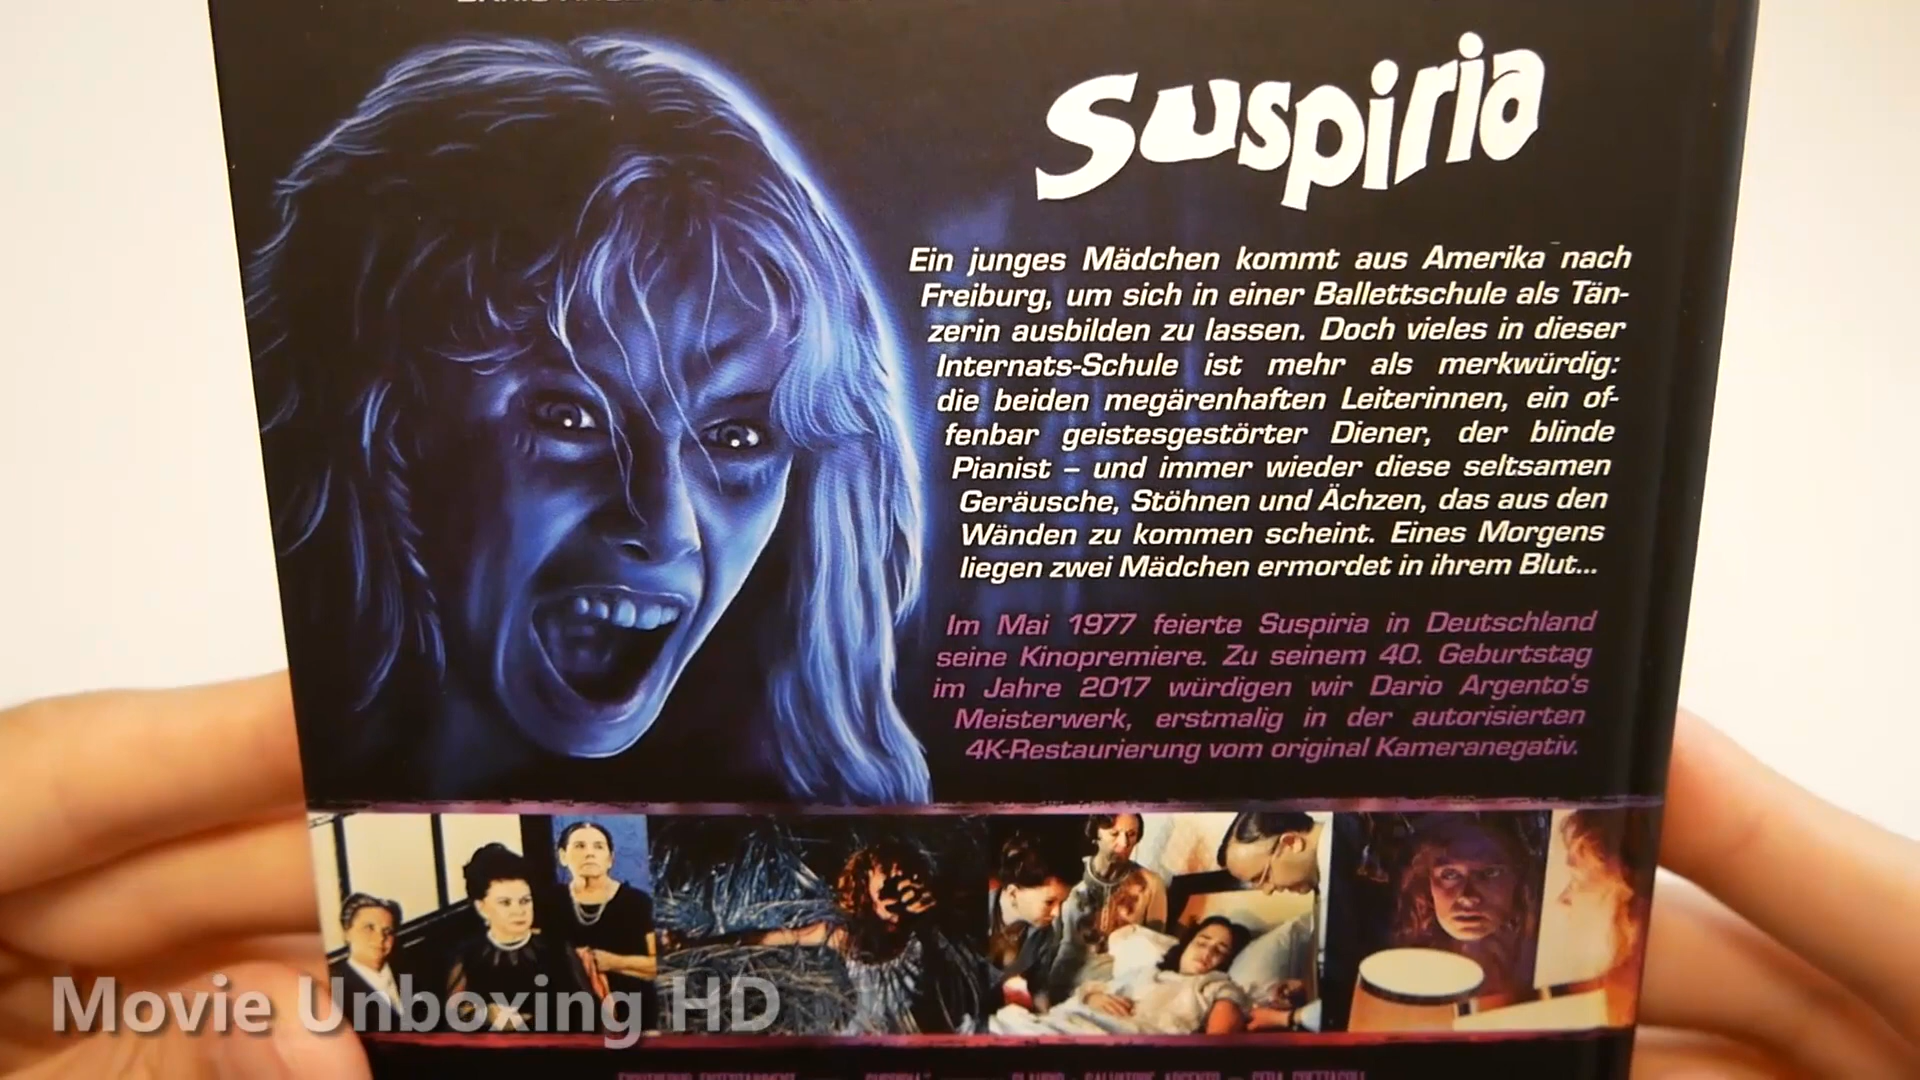 Suspiria
Ein junges Mädchen kommt aus Amerika nach
Freiburg, um sich in einer Ballettschule als Tän-
zerin ausbilden zu lassen. Doch vieles in dieser
Internats-Schule ist mehr als merkwürdig:
die beiden megärenhaften Leiterinnen, ein of-
fenbar geistesgestörter Diener, der blinde
Pianist – und immer wieder diese seltsamen
Geräusche, Stöhnen und Ächzen, das aus den
Wänden zu kommen scheint. Eines Morgens
liegen zwei Mädchen ermordet in ihrem Blut...
Im Mai 1977 feierte Suspiria in Deutschland
seine Kinopremiere. Zu seinem 40. Geburtstag
im Jahre 2017 würdigen wir Dario Argento's
Meisterwerk, erstmalig in der autorisierten
4K-Restaurierung vom original Kameranegativ.
Movie Unboxing HD